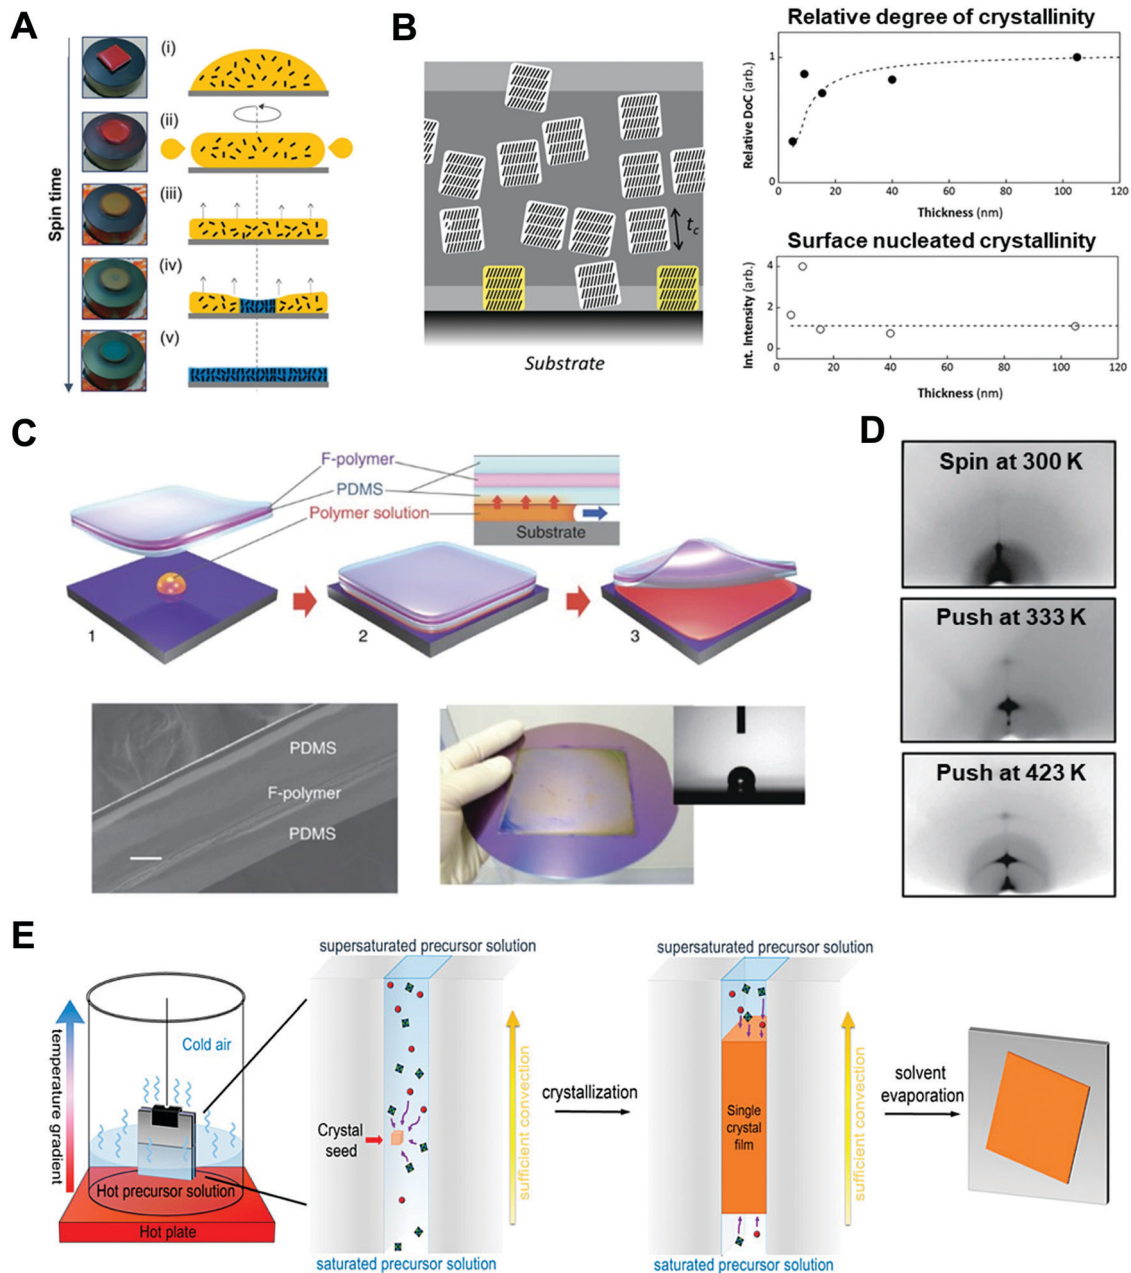 A
Spin time
(i)
(ii)
(iii)
(iv)
(v)
B
t_c
Substrate
Relative degree of crystallinity
Relative DoC (arb.)
1
0
0 20 40 60 80 100 120
Thickness (nm)
Surface nucleated crystallinity
Int. Intensity (arb.)
4
2
0
0 20 40 60 80 100 120
Thickness (nm)
C
F-polymer
PDMS
Polymer solution
Substrate
1
2
3
PDMS
F-polymer
PDMS
D
Spin at 300 K
Push at 333 K
Push at 423 K
E
temperature gradient
Cold air
Hot precursor solution
Hot plate
supersaturated precursor solution
Crystal
seed
sufficient convection
saturated precursor solution
crystallization
supersaturated precursor solution
Single
crystal
film
sufficient convection
saturated precursor solution
solvent
evaporation